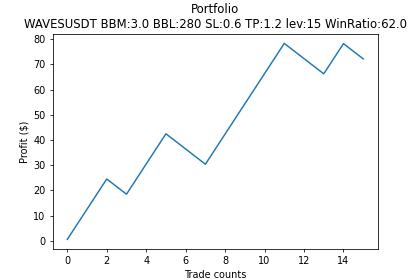 Portfolio
WAVESUSDT BBM:3.0 BBL:280 SL:0.6 TP:1.2 lev:15 WinRatio:62.0
80
70
60
50
40
30
20
10
0
Profit ($)
0 2 4 6 8 10 12 14
Trade counts